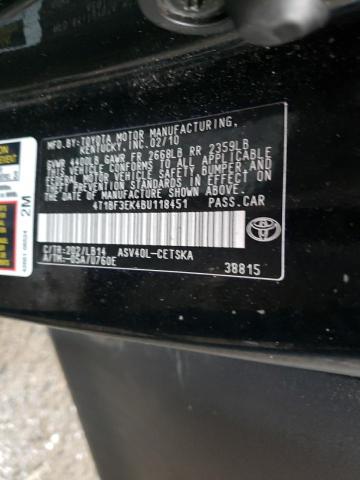 MFD.BY:TOYOTA MOTOR MANUFACTURING,
KENTUCKY, INC. 02/10
GVWR 4400LB GAWR FR 2668LB RR 2359LB
THIS VEHICLE CONFORMS TO ALL APPLICABLE
FEDERAL MOTOR VEHICLE SAFETY, BUMPER, AND
THEFT PREVENTION STANDARDS IN EFFECT ON THE
DATE OF MANUFACTURE SHOWN ABOVE.
4T1BF3EK4BU118451 PASS.CAR
C/TR:202/LB14 ASV40L-CETSKA
A/TM:-05A/U760E
38815
TOYOTA
2M